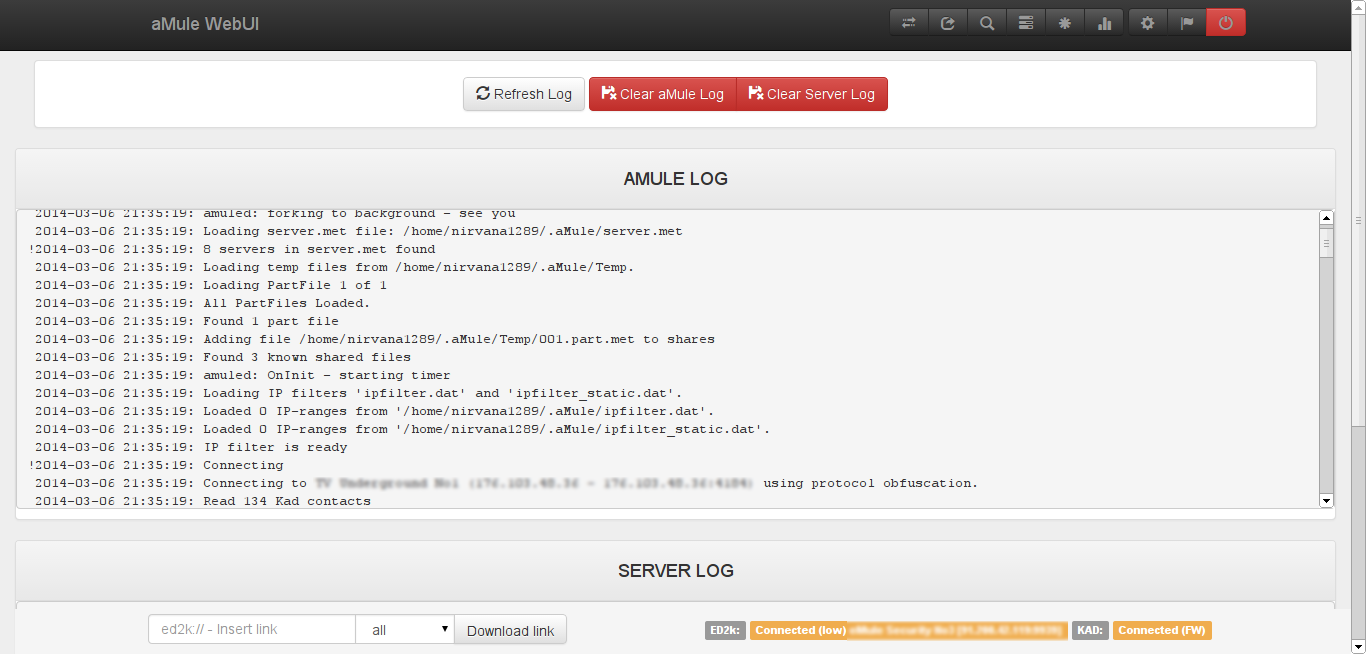 aMule WebUI
Refresh Log Clear aMule Log Clear Server Log
AMULE LOG
2014-03-06 21:35:19: amuled: forking to background - see you
2014-03-06 21:35:19: Loading server.met file: /home/nirvana1289/.aMule/server.met
!2014-03-06 21:35:19: 8 servers in server.met found
2014-03-06 21:35:19: Loading temp files from /home/nirvana1289/.aMule/Temp.
2014-03-06 21:35:19: Loading PartFile 1 of 1
2014-03-06 21:35:19: All PartFiles Loaded.
2014-03-06 21:35:19: Found 1 part file
2014-03-06 21:35:19: Adding file /home/nirvana1289/.aMule/Temp/001.part.met to shares
2014-03-06 21:35:19: Found 3 known shared files
2014-03-06 21:35:19: amuled: OnInit - starting timer
2014-03-06 21:35:19: Loading IP filters 'ipfilter.dat' and 'ipfilter_static.dat'.
2014-03-06 21:35:19: Loaded 0 IP-ranges from '/home/nirvana1289/.aMule/ipfilter.dat'.
2014-03-06 21:35:19: Loaded 0 IP-ranges from '/home/nirvana1289/.aMule/ipfilter_static.dat'.
2014-03-06 21:35:19: IP filter is ready
!2014-03-06 21:35:19: Connecting
2014-03-06 21:35:19: Connecting to using protocol obfuscation.
2014-03-06 21:35:19: Read 134 Kad contacts
SERVER LOG
ed2k:// - Insert link all Download link ED2k: Connected (low) KAD: Connected (FW)